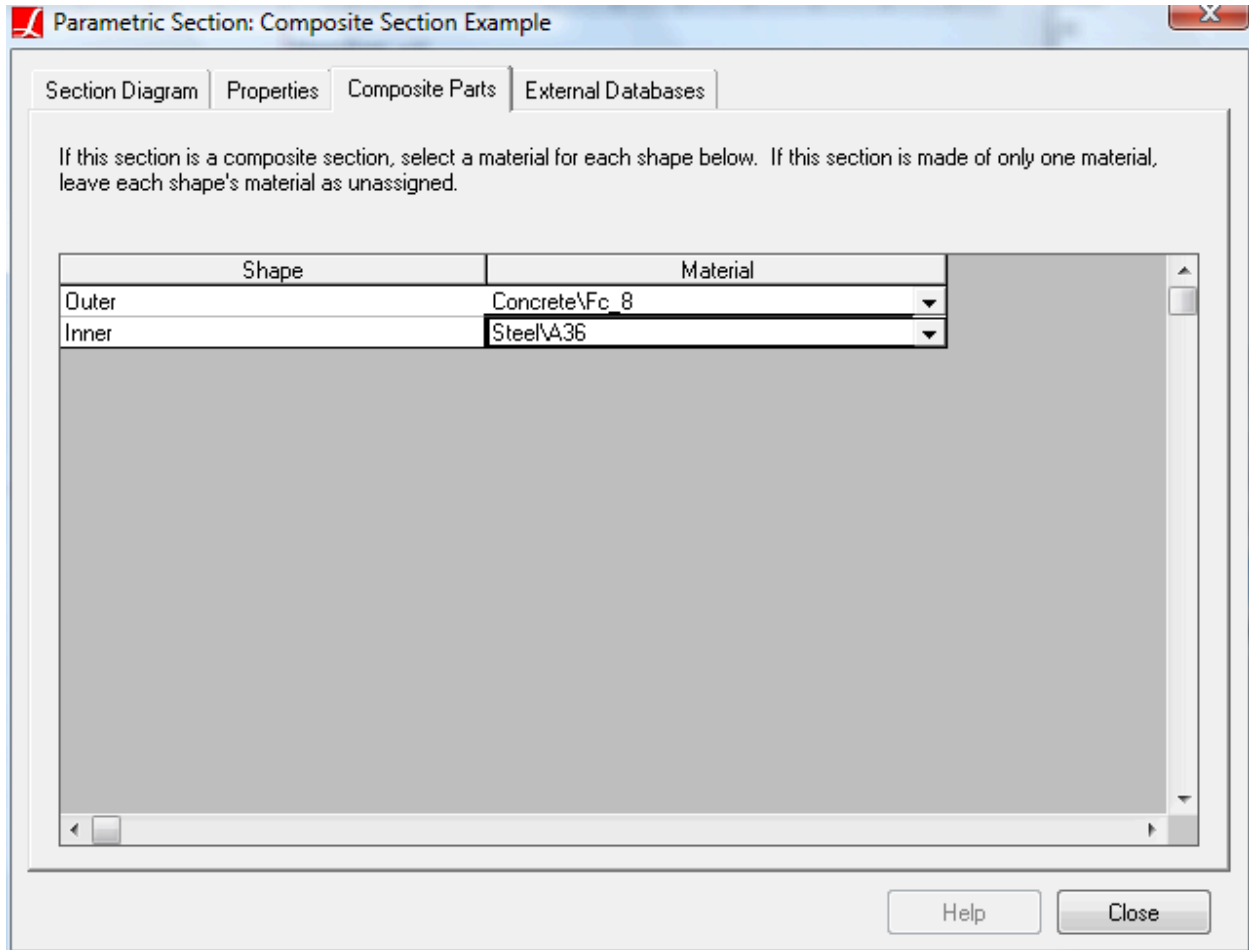 Parametric Section: Composite Section Example
Section Diagram Properties Composite Parts External Databases
If this section is a composite section, select a material for each shape below. If this section is made of only one material,
leave each shape's material as unassigned.
Shape Material
Outer Concrete\Fc_8
Inner Steel\A36
Help Close